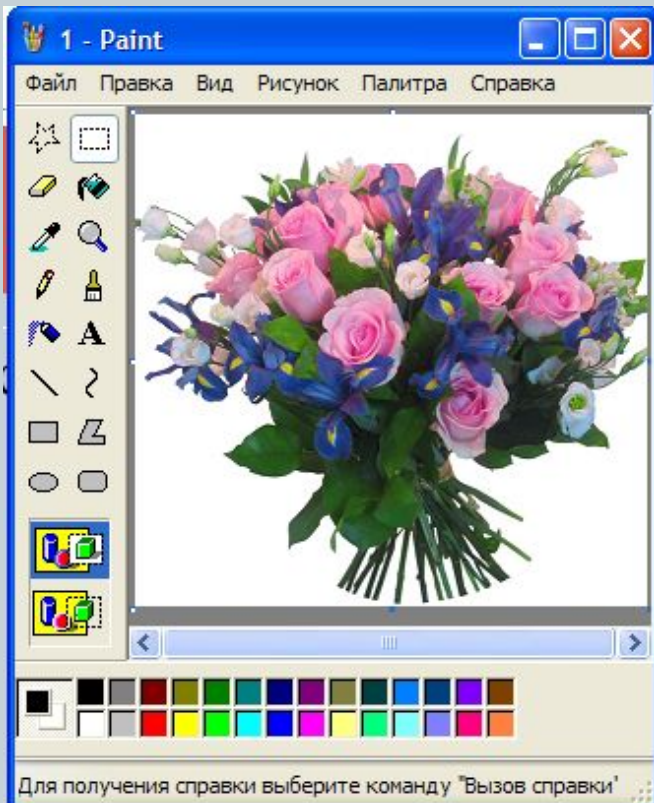 1 - Paint
Файл Правка Вид Рисунок Палитра Справка
A
Для получения справки выберите команду "Вызов справки"